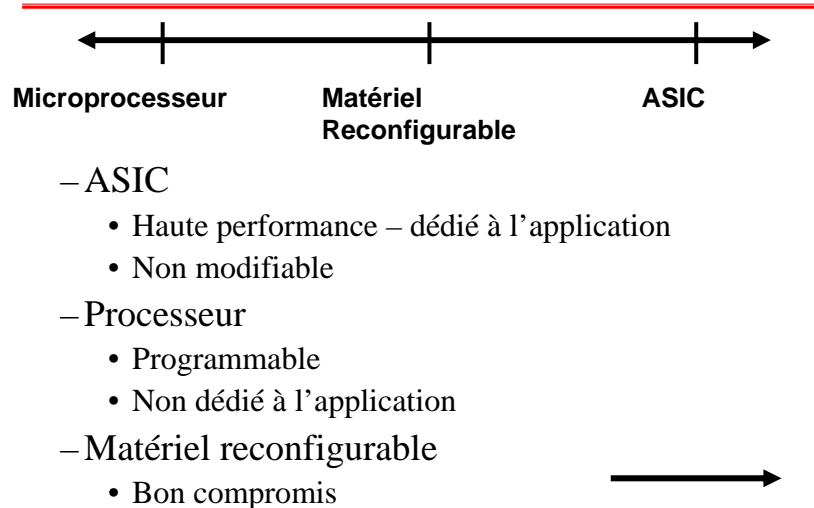 Microprocesseur Matériel ASIC
Reconfigurable
– ASIC
• Haute performance – dédié à l’application
• Non modifiable
– Processeur
• Programmable
• Non dédié à l’application
– Matériel reconfigurable
• Bon compromis